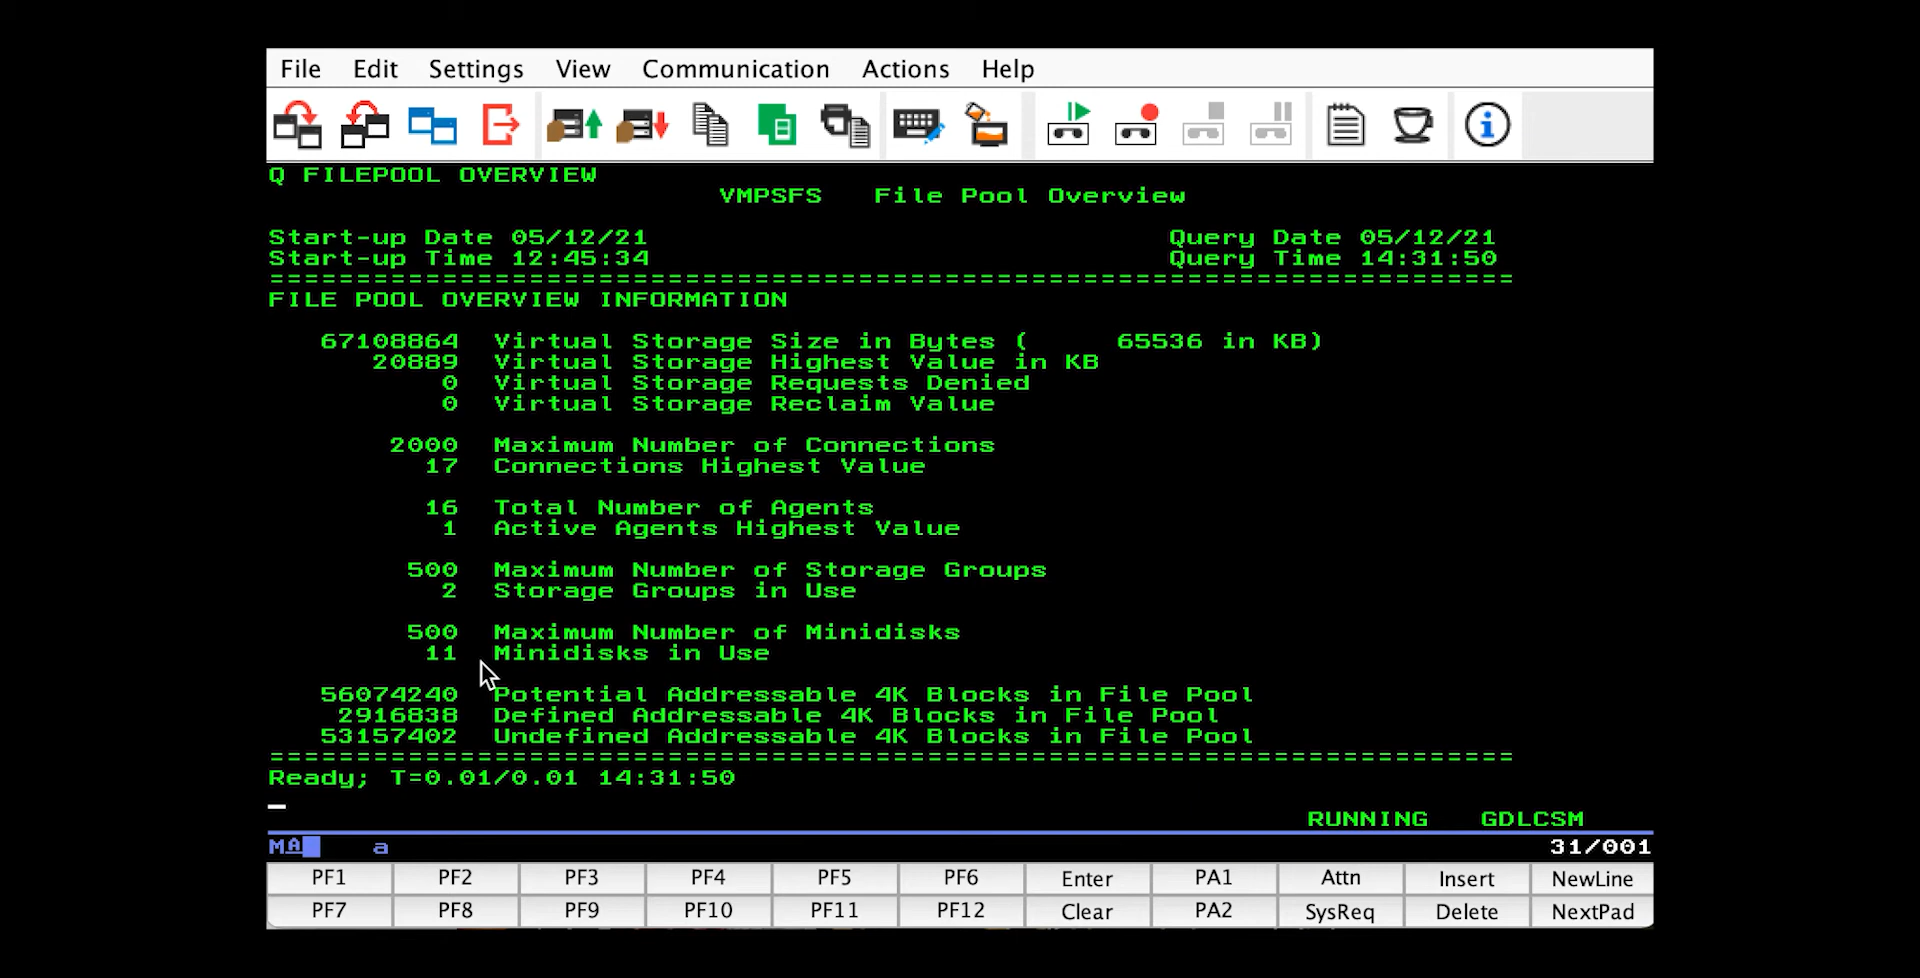 File Edit Settings View Communication Actions Help
Q FILEPOOL OVERVIEW
VMPSFS File Pool Overview
Start-up Date 05/12/21 Query Date 05/12/21
Start-up Time 12:45:34 Query Time 14:31:50
========================================================================
FILE POOL OVERVIEW INFORMATION
67108864 Virtual Storage Size in Bytes ( 65536 in KB)
20889 Virtual Storage Highest Value in KB
0 Virtual Storage Requests Denied
0 Virtual Storage Reclaim Value
2000 Maximum Number of Connections
17 Connections Highest Value
16 Total Number of Agents
1 Active Agents Highest Value
500 Maximum Number of Storage Groups
2 Storage Groups in Use
500 Maximum Number of Minidisks
11 Minidisks in Use
56074240 Potential Addressable 4K Blocks in File Pool
2916838 Defined Addressable 4K Blocks in File Pool
53157402 Undefined Addressable 4K Blocks in File Pool
========================================================================
Ready; T=0.01/0.01 14:31:50
RUNNING GDLCSM
MA a 31/001
PF1 PF2 PF3 PF4 PF5 PF6 Enter PA1 Attn Insert NewLine
PF7 PF8 PF9 PF10 PF11 PF12 Clear PA2 SysReq Delete NextPad